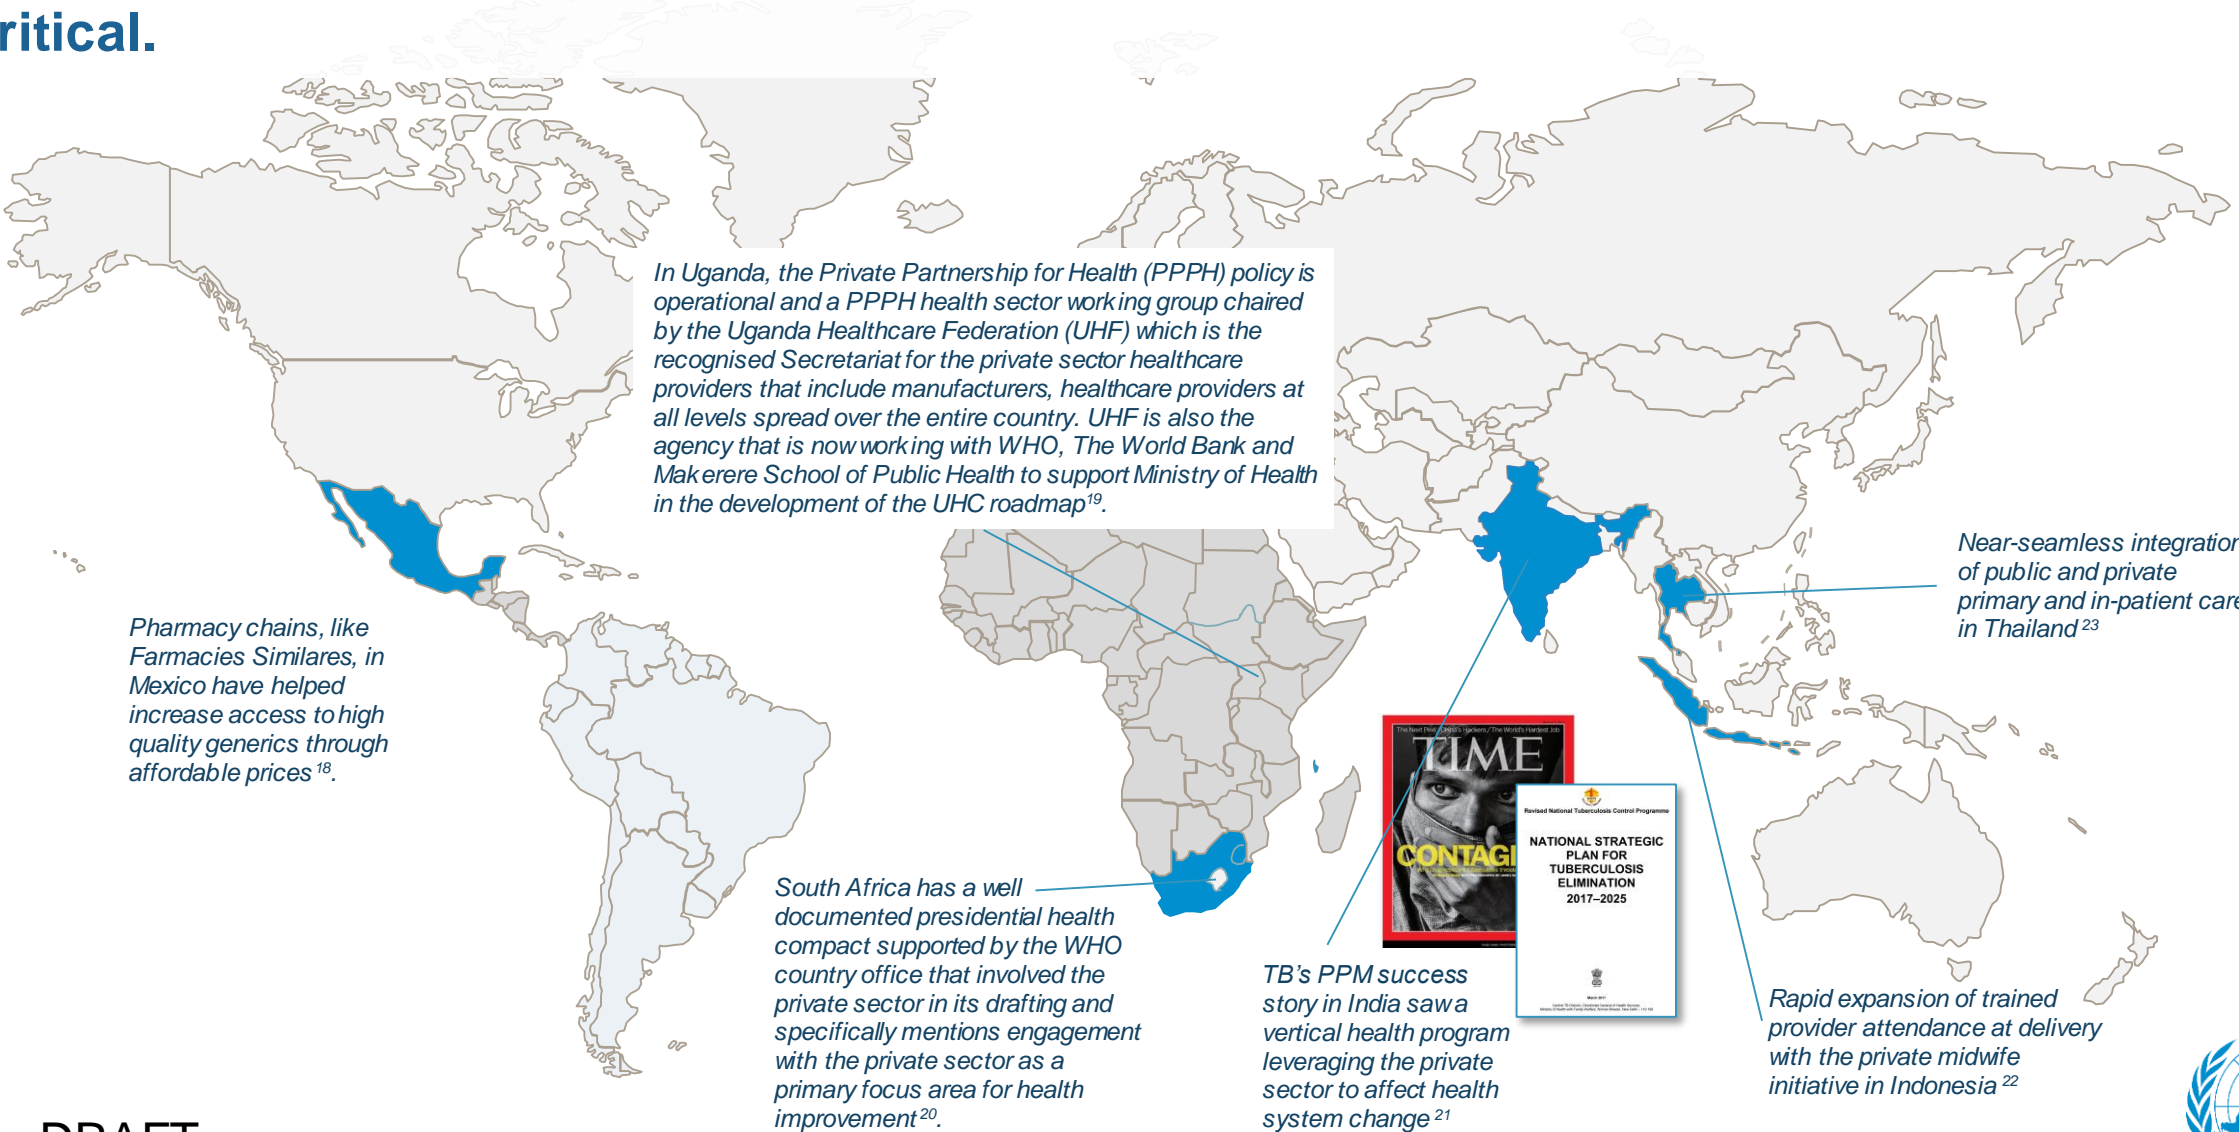 ritical.
In Uganda, the Private Partnership for Health (PPPH) policy is
operational and a PPPH health sector working group chaired
by the Uganda Healthcare Federation (UHF) which is the
recognised Secretariat for the private sector healthcare
providers that include manufacturers, healthcare providers at
all levels spread over the entire country. UHF is also the
agency that is now working with WHO, The World Bank and
Makerere School of Public Health to support Ministry of Health
in the development of the UHC roadmap19.
Near-seamless integration
of public and private
primary and in-patient care
in Thailand 23
Pharmacy chains, like
Farmacies Similares, in
Mexico have helped
increase access to high
quality generics through
affordable prices 18.
South Africa has a well
documented presidential health
compact supported by the WHO
country office that involved the
private sector in its drafting and
specifically mentions engagement
with the private sector as a
primary focus area for health
improvement 20.
TIME
CONTAGI
Revised National Tuberculosis Control Programme
NATIONAL STRATEGIC
PLAN FOR
TUBERCULOSIS
ELIMINATION
2017–2025
March 2017
TB's PPM success
story in India saw a
vertical health program
leveraging the private
sector to affect health
system change 21
Rapid expansion of trained
provider attendance at delivery
with the private midwife
initiative in Indonesia 22
DRAFT